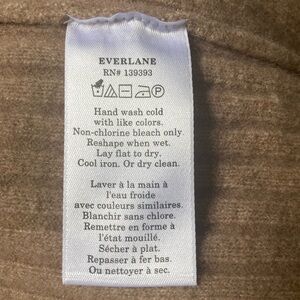 EVERLANE
RN# 139393
Hand wash cold
with like colors.
Non-chlorine bleach only.
Reshape when wet.
Lay flat to dry.
Cool iron. Or dry clean.
Laver à la main à
l'eau froide
avec couleurs similaires.
Blanchir sans chlore.
Remettre en forme à
l'état mouillé.
Sécher à plat.
Repasser à fer bas.
Ou nettoyer à sec.